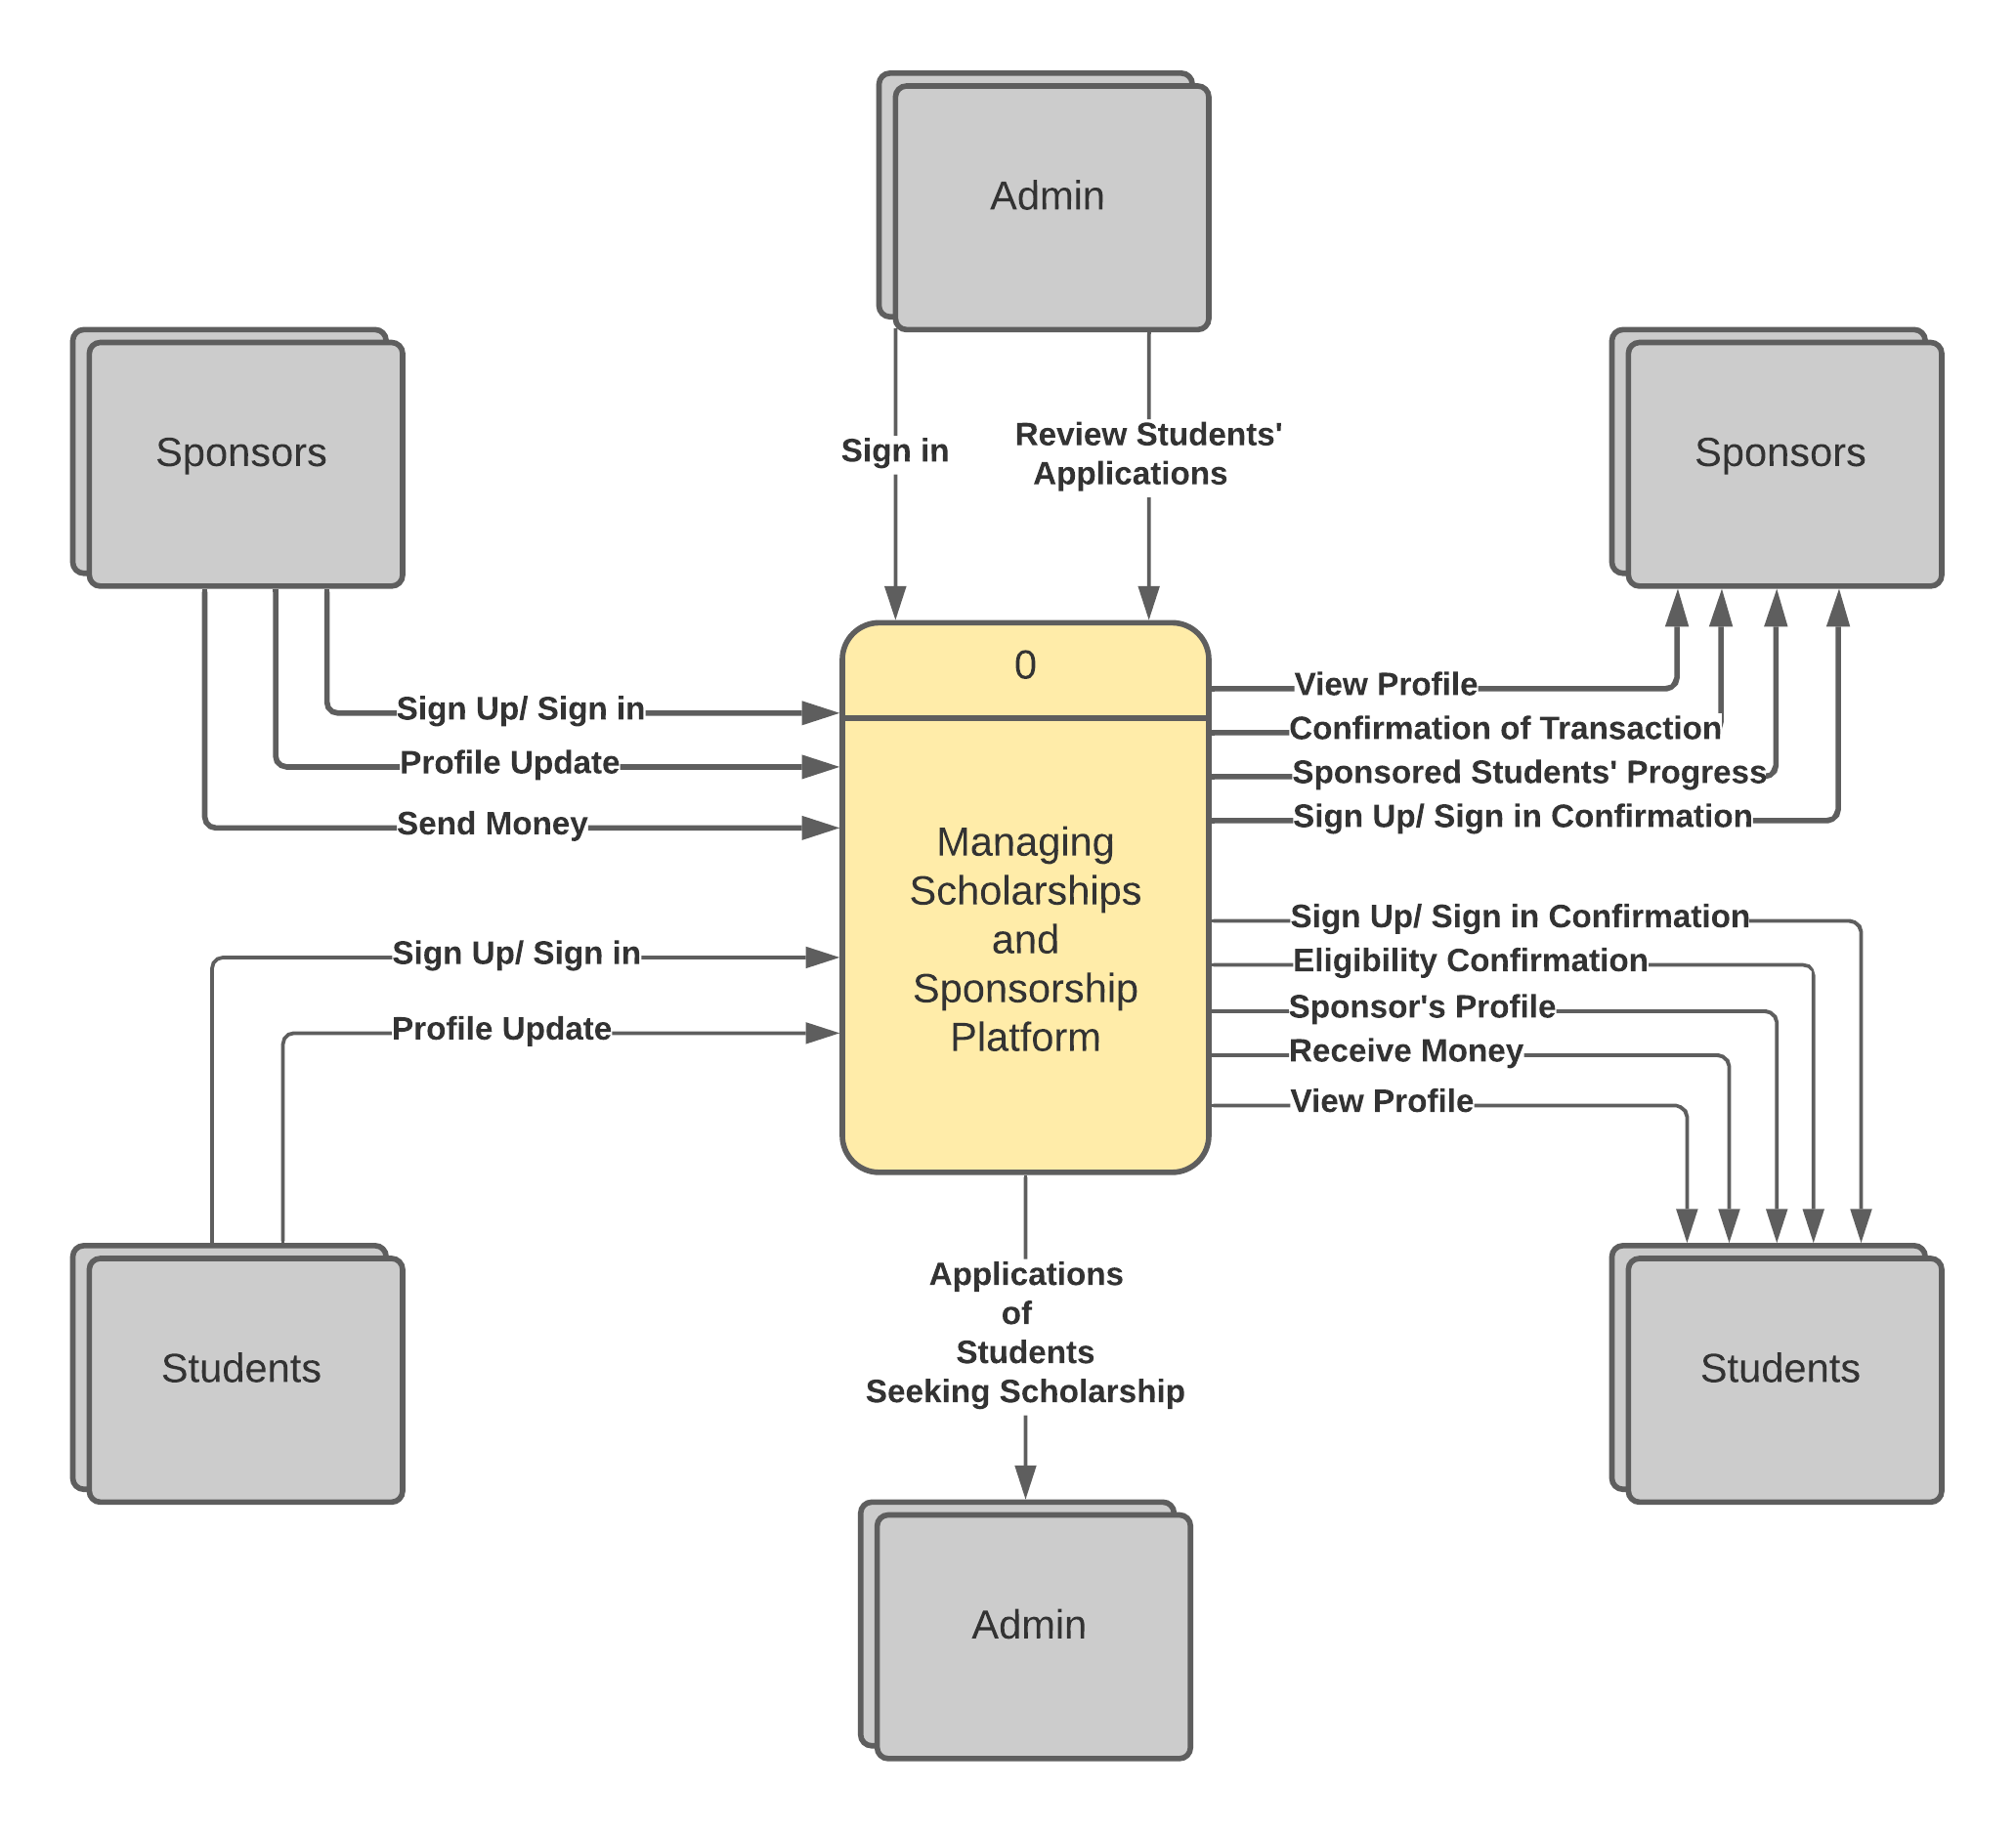 Admin
Sponsors
Sponsors
Sign in
Review Students'
Applications
0
Managing
Scholarships
and
Sponsorship
Platform
Sign Up/ Sign in
Profile Update
Send Money
Sign Up/ Sign in
Profile Update
View Profile
Confirmation of Transaction
Sponsored Students' Progress
Sign Up/ Sign in Confirmation
Sign Up/ Sign in Confirmation
Eligibility Confirmation
Sponsor's Profile
Receive Money
View Profile
Applications
of
Students
Seeking Scholarship
Students
Students
Admin